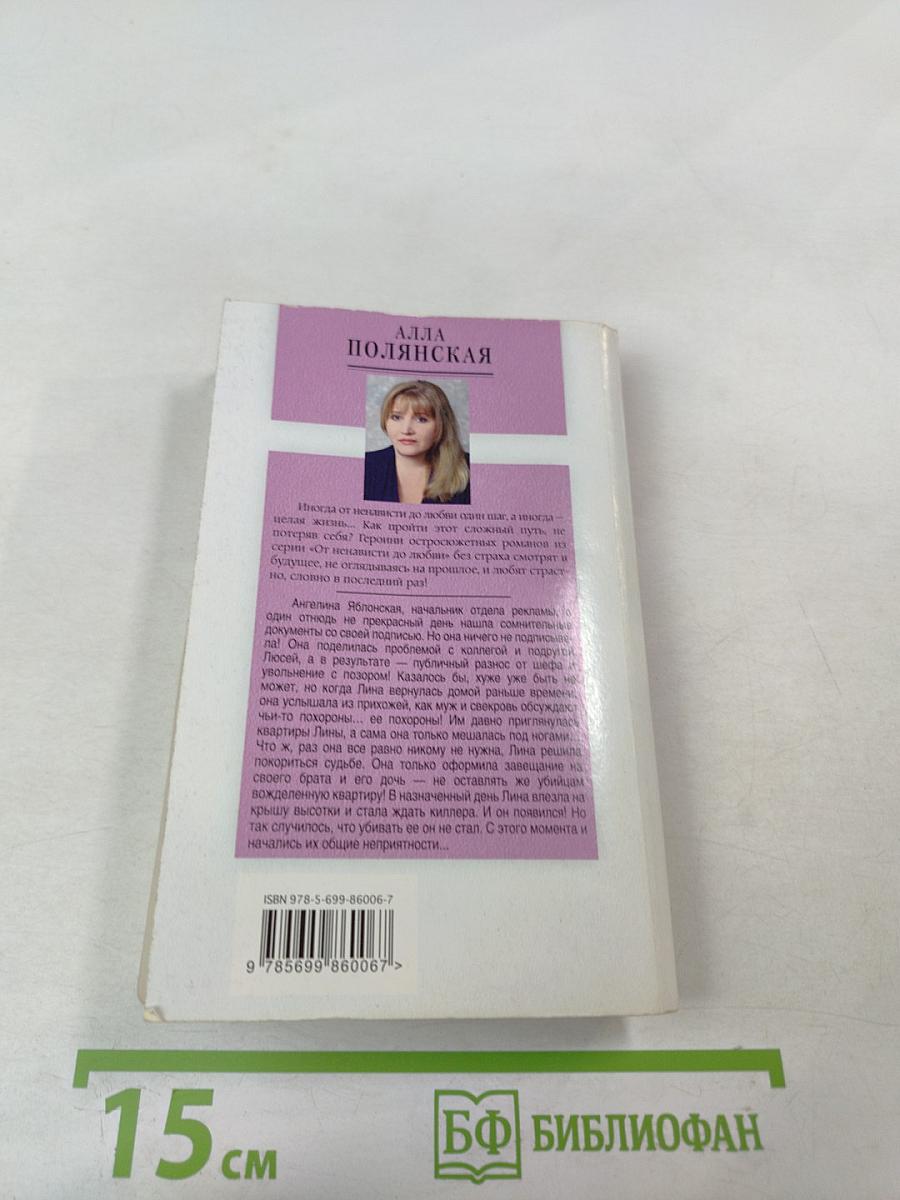 АЛЛА
ПОЛЯНСКАЯ
Иногда от ненависти до любви один шаг, а иногда –
целая жизнь... Как пройти этот сложный путь, не
потеряв себя? Героини остросюжетных романов из
серии «От ненависти до любви» без страха смотрят в
будущее, не оглядываясь на прошлое, и любят страст-
но, словно в последний раз!
Ангелина Яблонская, начальник отдела рекламы, в
один отнюдь не прекрасный день нашла сомнительные
документы со своей подписью. Но она ничего не подписыва-
ла! Она поделилась проблемой с коллегой и подругой
Люсей, а в результате — публичный разнос от шефа и
увольнение с позором! Казалось бы, хуже уже быть не
может, но когда Лина вернулась домой раньше времени,
она услышала из прихожей, как муж и свекровь обсуждают
чьи-то похороны... ее похороны! Им давно приглянулась
квартиры Лины, а сама она только мешалась под ногами...
Что ж, раз она все равно никому не нужна, Лина решила
покориться судьбе. Она только оформила завещание на
своего брата и его дочь — не оставлять же убийцам
вожделенную квартиру! В назначенный день Лина влезла на
крышу высотки и стала ждать киллера. И он появился! Но
так случилось, что убивать ее он не стал. С этого момента и
начались их общие неприятности...
ISBN 978-5-699-86006-7
9 785699 860067 >
15 см
БФ БИБЛИОФАН